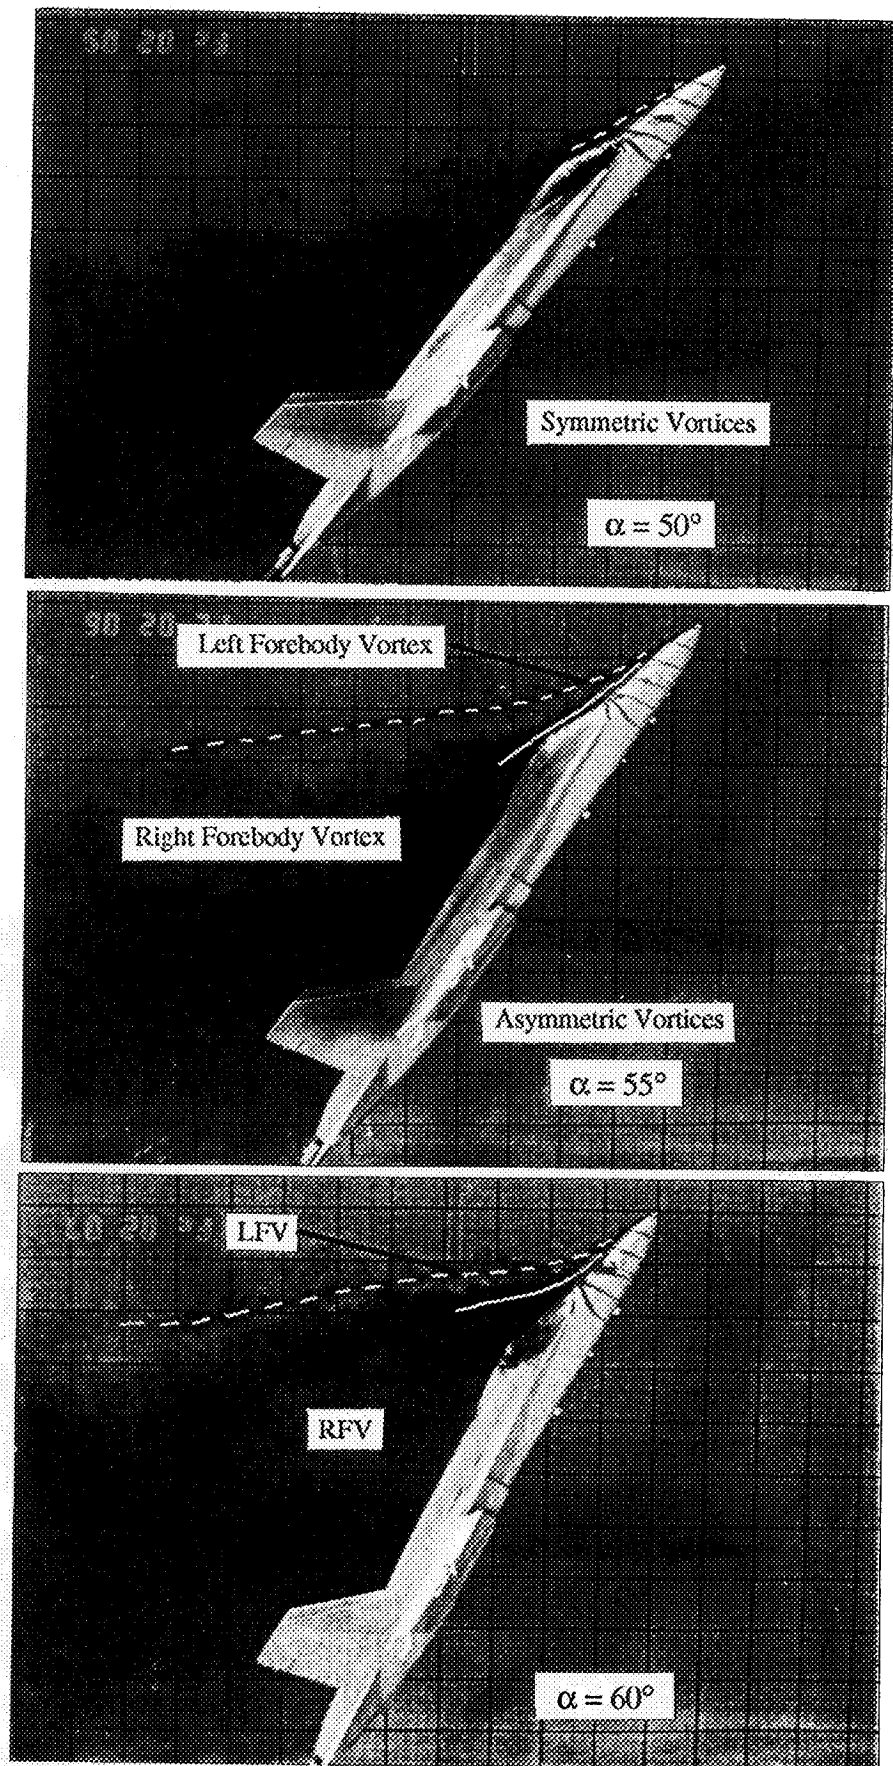 Symmetric Vortices
α = 50°
Left Forebody Vortex
Right Forebody Vortex
Asymmetric Vortices
α = 55°
LFV
RFV
α = 60°